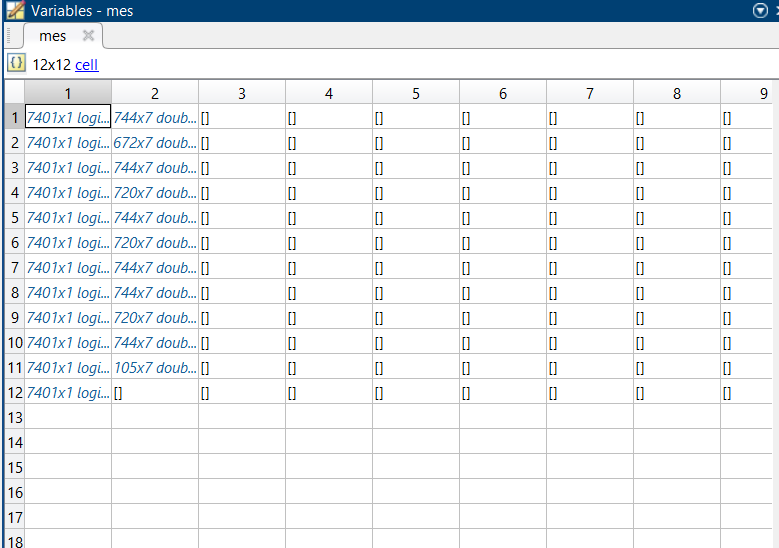 Variables - mes
mes
{} 12x12 cell
1 2 3 4 5 6 7 8 9
1 7401x1 logi... 744x7 doub... [] [] [] [] [] [] []
2 7401x1 logi... 672x7 doub... [] [] [] [] [] [] []
3 7401x1 logi... 744x7 doub... [] [] [] [] [] [] []
4 7401x1 logi... 720x7 doub... [] [] [] [] [] [] []
5 7401x1 logi... 744x7 doub... [] [] [] [] [] [] []
6 7401x1 logi... 720x7 doub... [] [] [] [] [] [] []
7 7401x1 logi... 744x7 doub... [] [] [] [] [] [] []
8 7401x1 logi... 744x7 doub... [] [] [] [] [] [] []
9 7401x1 logi... 720x7 doub... [] [] [] [] [] [] []
10 7401x1 logi... 744x7 doub... [] [] [] [] [] [] []
11 7401x1 logi... 105x7 doub... [] [] [] [] [] [] []
12 7401x1 logi... [] [] [] [] [] [] [] []
13
14
15
16
17
18